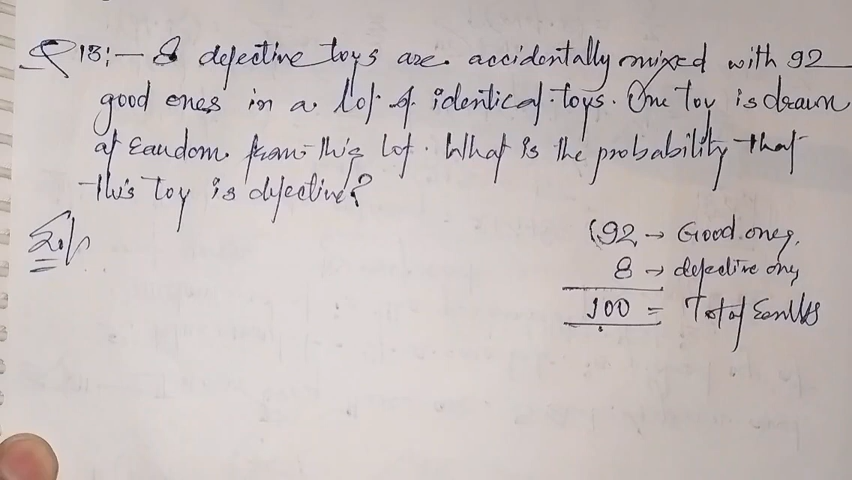 Q 13:- 8 defective toys are accidentally mixed with 92
good ones in a lot of identical toys. One toy is drawn
at random from this lot. What is the probability that
this toy is defective?
Sol.
92 → Good ones,
8 → defective ones
100 = Total results